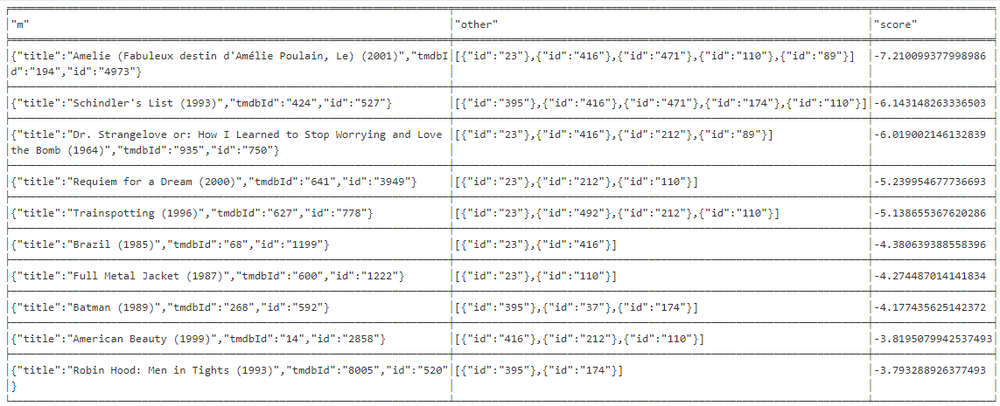 "m" "other" "score"
{"title":"Amelie (Fabuleux destin d'Amélie Poulain, Le) (2001)","tmdbI [{"id":"23"},{"id":"416"},{"id":"471"},{"id":"110"},{"id":"89"}] -7.210099377998986
d":"194","id":"4973"}
{"title":"Schindler's List (1993)","tmdbId":"424","id":"527"} [{"id":"395"},{"id":"416"},{"id":"471"},{"id":"174"},{"id":"110"}] -6.143148263336503
{"title":"Dr. Strangelove or: How I Learned to Stop Worrying and Love [{"id":"23"},{"id":"416"},{"id":"212"},{"id":"89"}] -6.019002146132839
the Bomb (1964)","tmdbId":"935","id":"750"}
{"title":"Requiem for a Dream (2000)","tmdbId":"641","id":"3949"} [{"id":"23"},{"id":"212"},{"id":"110"}] -5.239954677736693
{"title":"Trainspotting (1996)","tmdbId":"627","id":"778"} [{"id":"23"},{"id":"492"},{"id":"212"},{"id":"110"}] -5.138655367620286
{"title":"Brazil (1985)","tmdbId":"68","id":"1199"} [{"id":"23"},{"id":"416"}] -4.380639388558396
{"title":"Full Metal Jacket (1987)","tmdbId":"600","id":"1222"} [{"id":"23"},{"id":"110"}] -4.274487014141834
{"title":"Batman (1989)","tmdbId":"268","id":"592"} [{"id":"395"},{"id":"37"},{"id":"174"}] -4.177435625142372
{"title":"American Beauty (1999)","tmdbId":"14","id":"2858"} [{"id":"416"},{"id":"212"},{"id":"110"}] -3.8195079942537493
{"title":"Robin Hood: Men in Tights (1993)","tmdbId":"8005","id":"520" [{"id":"395"},{"id":"174"}] -3.793288926377493
}